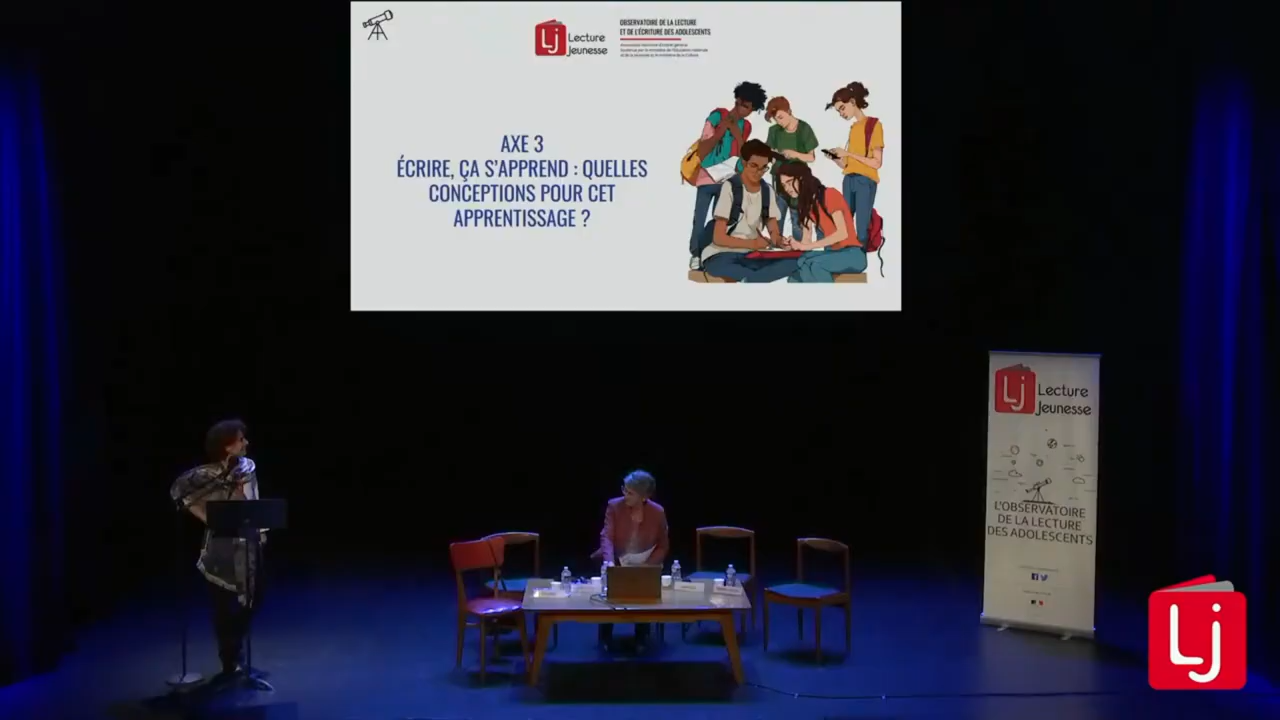 Lj Lecture
Jeunesse
OBSERVATOIRE DE LA LECTURE
ET DE L'ÉCRITURE DES ADOLESCENTS
AXE 3
ÉCRIRE, ÇA S'APPREND : QUELLES
CONCEPTIONS POUR CET
APPRENTISSAGE ?
Lj Lecture
Jeunesse
L'OBSERVATOIRE
DE LA LECTURE
DES ADOLESCENTS
Lj